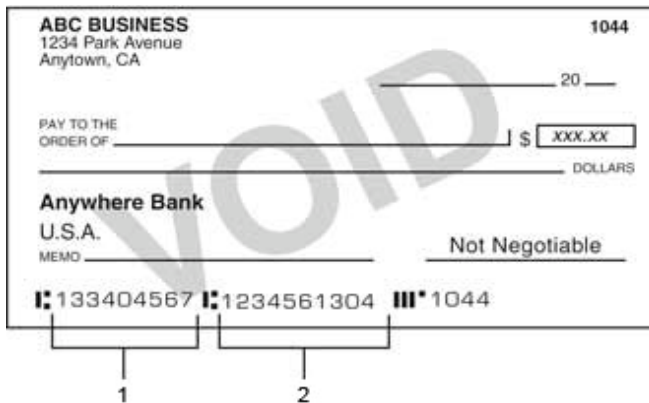 ABC BUSINESS 1044
1234 Park Avenue
Anytown, CA
20
PAY TO THE
ORDER OF $ XXX.XX
DOLLARS
VOID
Anywhere Bank
U.S.A.
MEMO Not Negotiable
⑆133404567⑆1234561304 ⑈1044
1 2